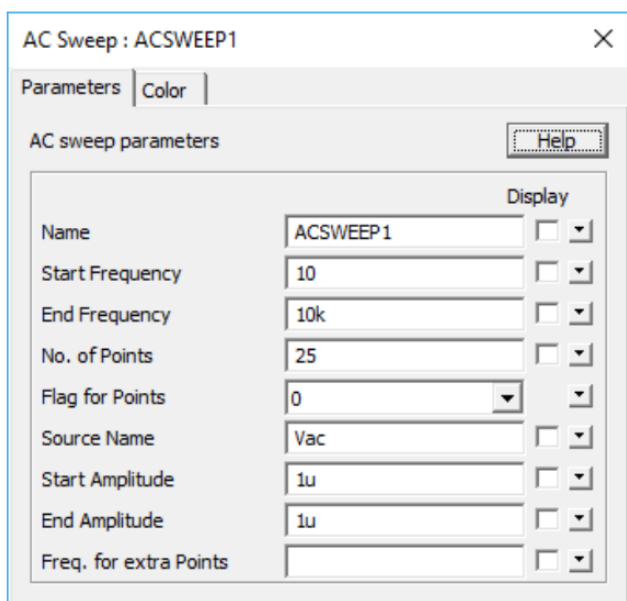 AC Sweep : ACSWEEP1
Parameters Color
AC sweep parameters Help
Display
Name ACSWEEP1
Start Frequency 10
End Frequency 10k
No. of Points 25
Flag for Points 0
Source Name Vac
Start Amplitude 1u
End Amplitude 1u
Freq. for extra Points